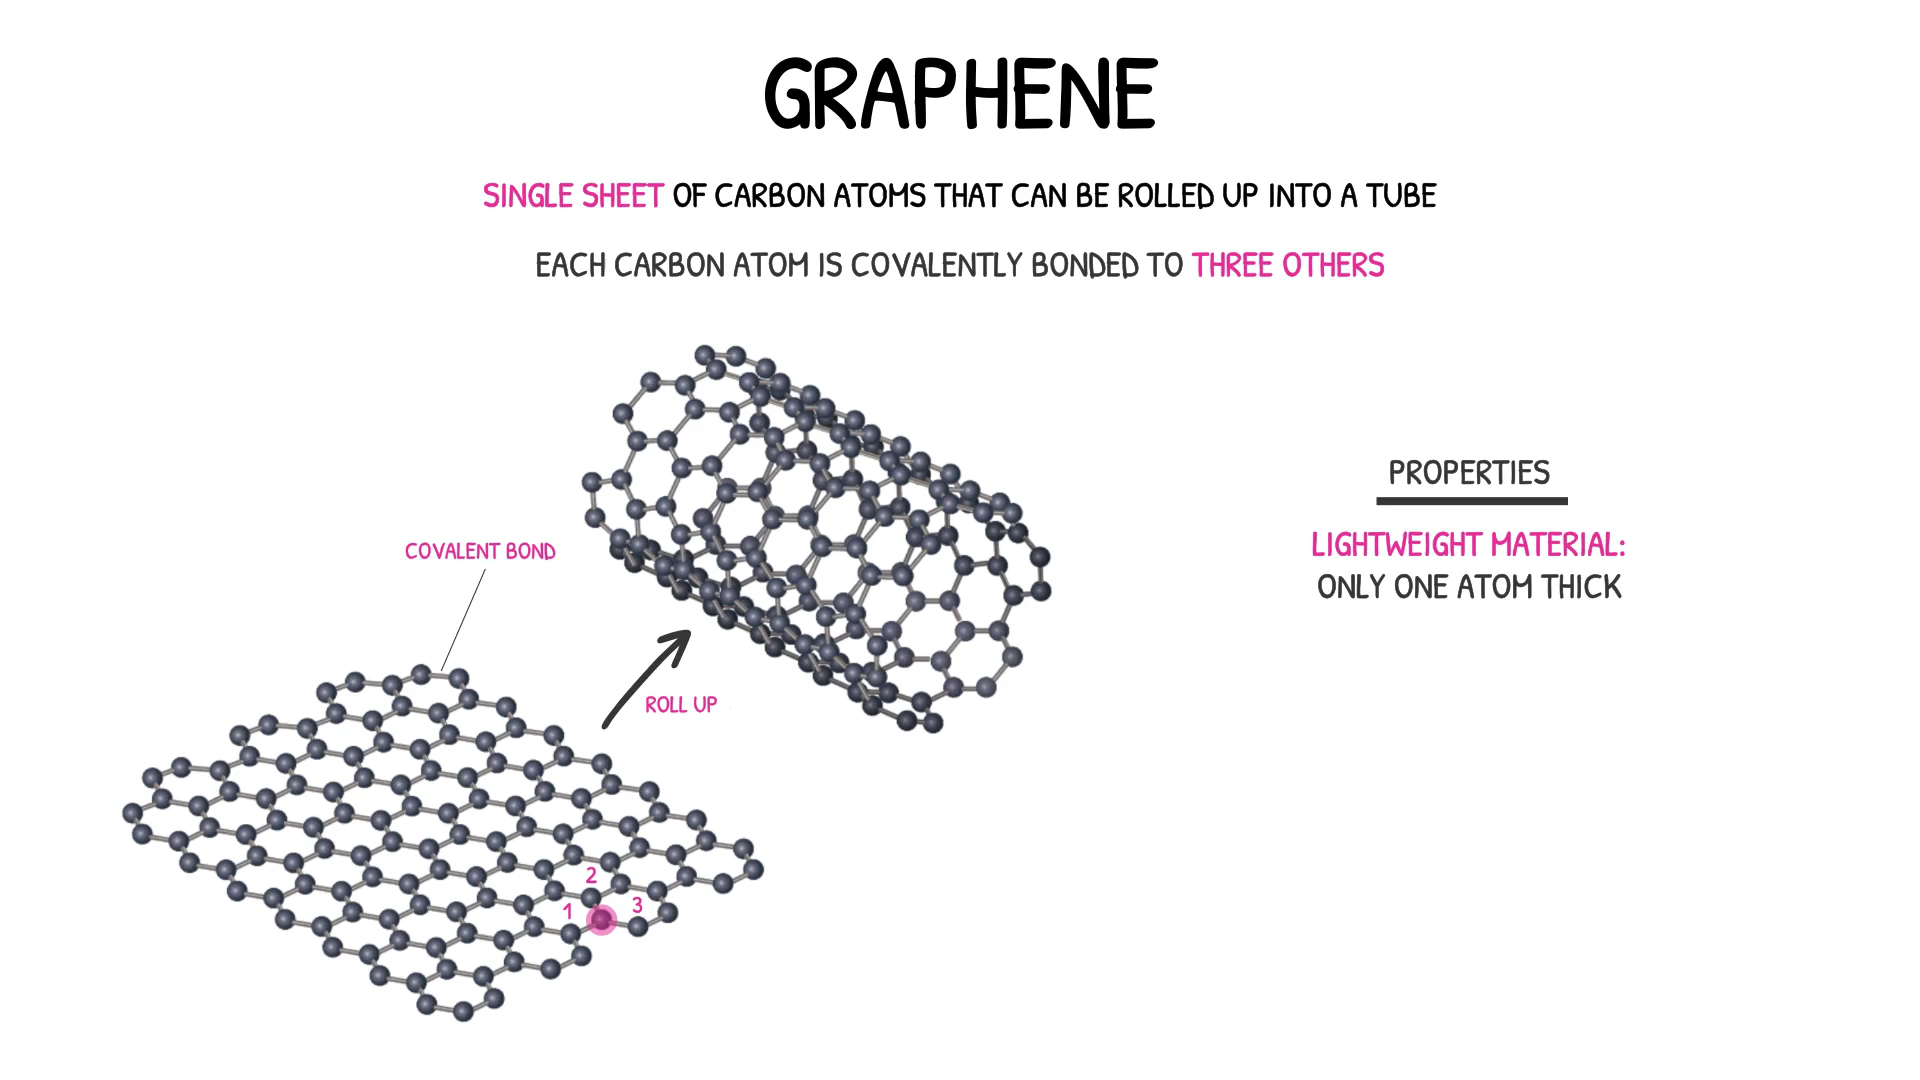 GRAPHENE
SINGLE SHEET OF CARBON ATOMS THAT CAN BE ROLLED UP INTO A TUBE
EACH CARBON ATOM IS COVALENTLY BONDED TO THREE OTHERS
PROPERTIES
LIGHTWEIGHT MATERIAL:
ONLY ONE ATOM THICK
COVALENT BOND
ROLL UP
2
1
3